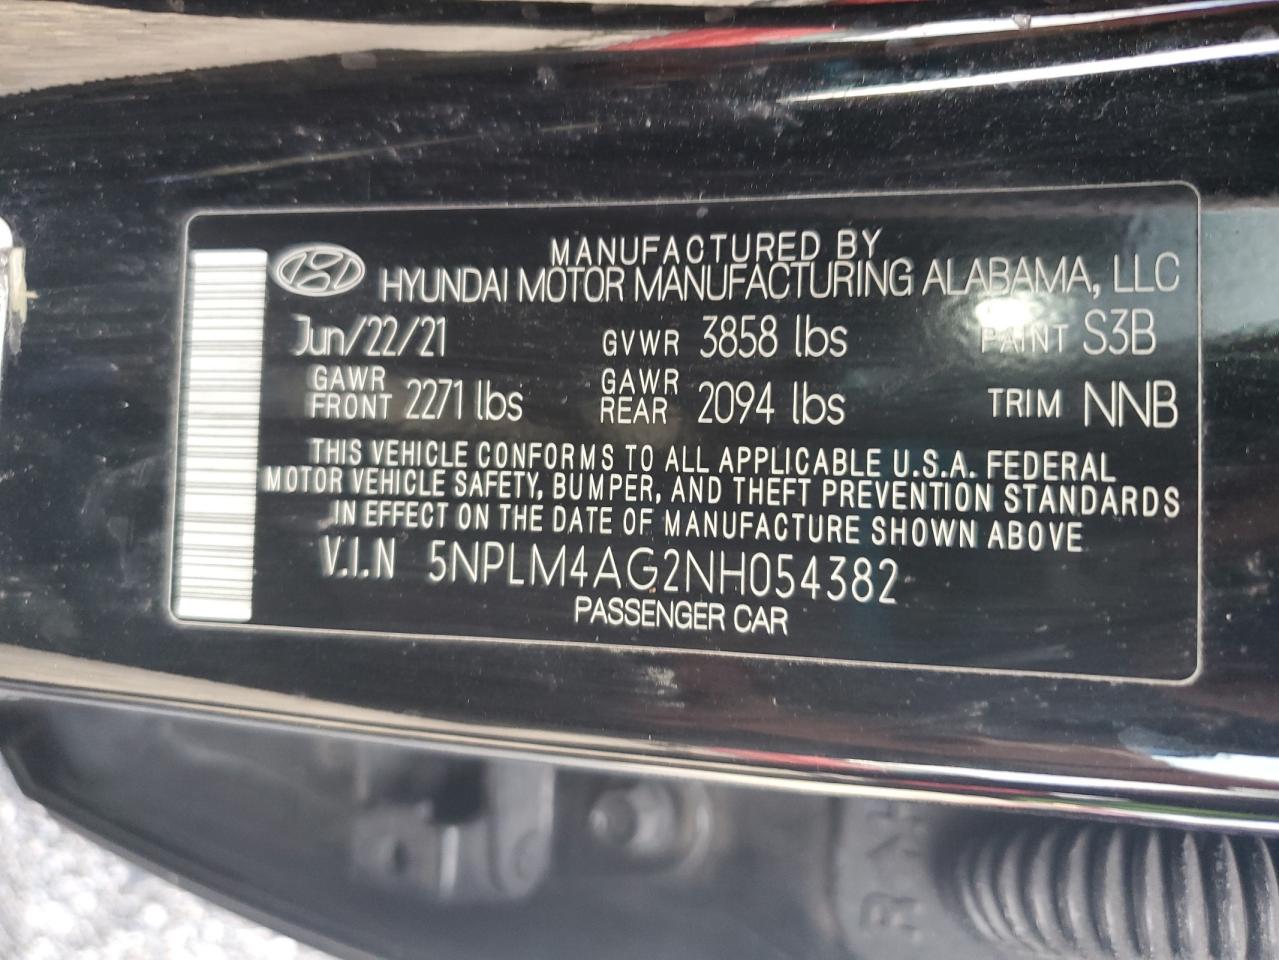 MANUFACTURED BY
HYUNDAI MOTOR MANUFACTURING ALABAMA, LLC
Jun/22/21 GVWR 3858 lbs PAINT S3B
GAWR FRONT 2271 lbs GAWR REAR 2094 lbs TRIM NNB
THIS VEHICLE CONFORMS TO ALL APPLICABLE U.S.A. FEDERAL
MOTOR VEHICLE SAFETY, BUMPER, AND THEFT PREVENTION STANDARDS
IN EFFECT ON THE DATE OF MANUFACTURE SHOWN ABOVE
V.I.N 5NPLM4AG2NH054382
PASSENGER CAR